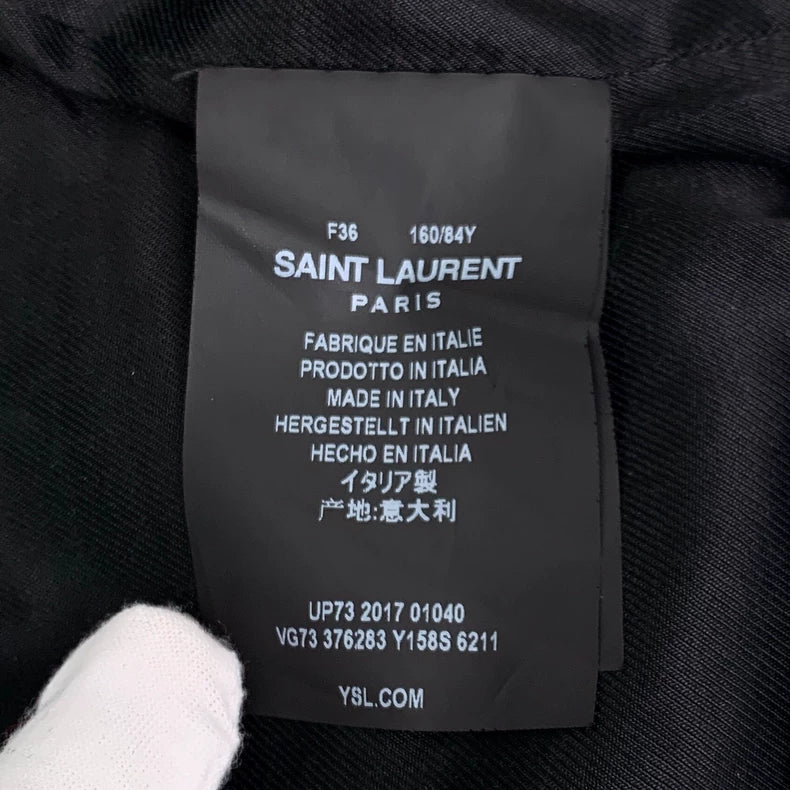 F36 160/84Y
SAINT LAURENT
PARIS
FABRIQUE EN ITALIE
PRODOTTO IN ITALIA
MADE IN ITALY
HERGESTELLT IN ITALIEN
HECHO EN ITALIA
イタリア製
产地:意大利
UP73 2017 01040
VG73 376283 Y158S 6211
YSL.COM